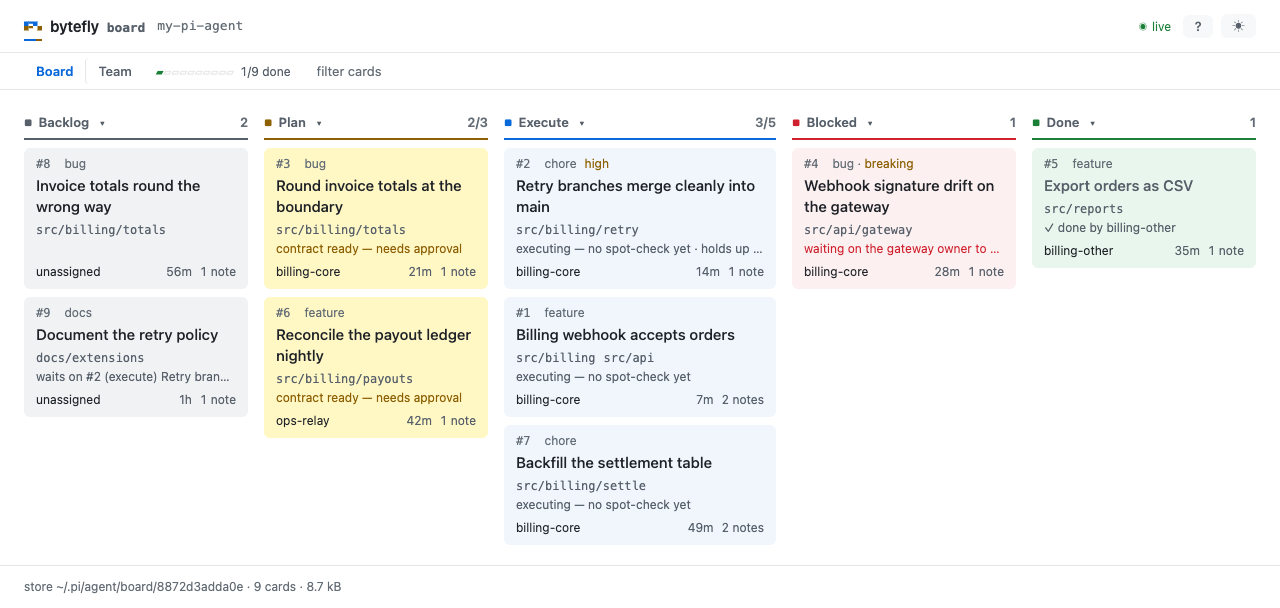 bytefly board my-pi-agent
live ?
Board Team 1/9 done filter cards
Backlog 2
#8 bug
Invoice totals round the
wrong way
src/billing/totals
unassigned 56m 1 note
#9 docs
Document the retry policy
docs/extensions
waits on #2 (execute) Retry bran…
unassigned 1h 1 note
Plan 2/3
#3 bug
Round invoice totals at the
boundary
src/billing/totals
contract ready — needs approval
billing-core 21m 1 note
#6 feature
Reconcile the payout ledger
nightly
src/billing/payouts
contract ready — needs approval
ops-relay 42m 1 note
Execute 3/5
#2 chore high
Retry branches merge cleanly into
main
src/billing/retry
executing — no spot-check yet · holds up …
billing-core 14m 1 note
#1 feature
Billing webhook accepts orders
src/billing src/api
executing — no spot-check yet
billing-core 7m 2 notes
#7 chore
Backfill the settlement table
src/billing/settle
executing — no spot-check yet
billing-core 49m 2 notes
Blocked 1
#4 bug · breaking
Webhook signature drift on
the gateway
src/api/gateway
waiting on the gateway owner to …
billing-core 28m 1 note
Done 1
#5 feature
Export orders as CSV
src/reports
✓ done by billing-other
billing-other 35m 1 note
store ~/.pi/agent/board/8872d3adda0e · 9 cards · 8.7 kB